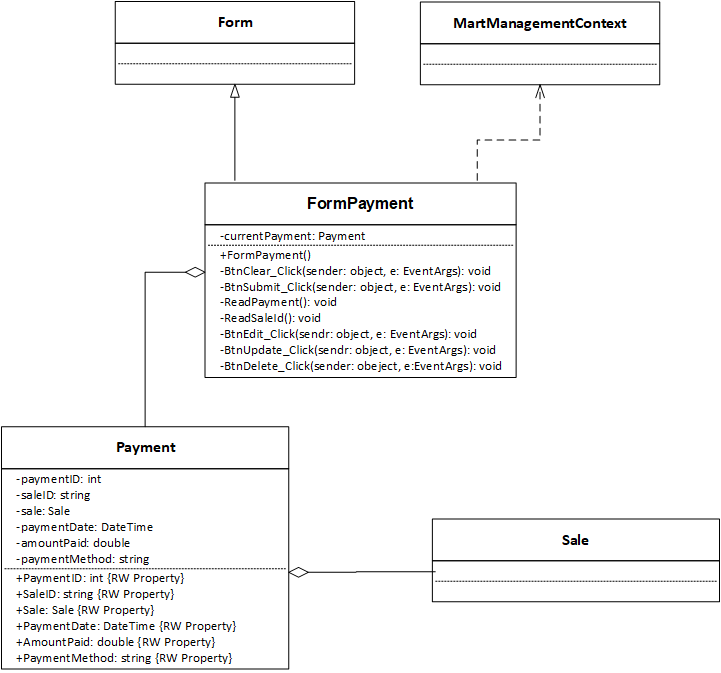 Form
MartManagementContext
FormPayment
-currentPayment: Payment
+FormPayment()
-BtnClear_Click(sender: object, e: EventArgs): void
-BtnSubmit_Click(sender: object, e: EventArgs): void
-ReadPayment(): void
-ReadSaleId(): void
-BtnEdit_Click(sendr: object, e: EventArgs): void
-BtnUpdate_Click(sendr: object, e: EventArgs): void
-BtnDelete_Click(sender: obeject, e:EventArgs): void
Payment
-paymentID: int
-saleID: string
-sale: Sale
-paymentDate: DateTime
-amountPaid: double
-paymentMethod: string
+PaymentID: int {RW Property}
+SaleID: string {RW Property}
+Sale: Sale {RW Property}
+PaymentDate: DateTime {RW Property}
+AmountPaid: double {RW Property}
+PaymentMethod: string {RW Property}
Sale